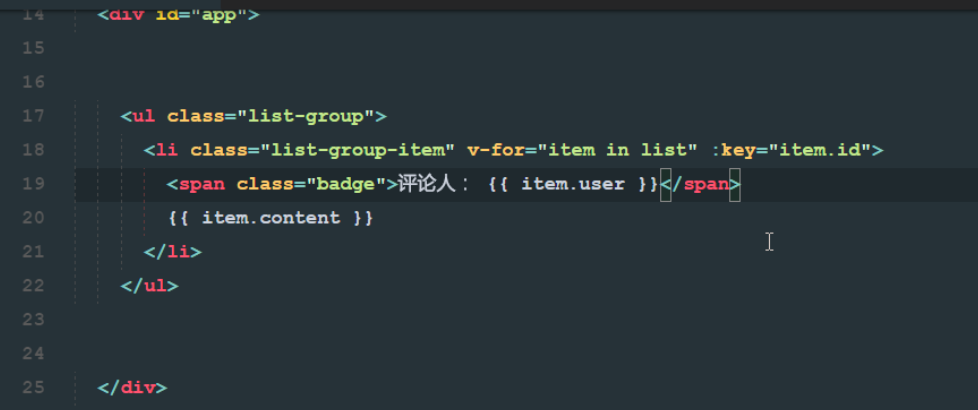 14 <div id="app">
15
16
17 <ul class="list-group">
18 <li class="list-group-item" v-for="item in list" :key="item.id">
19 <span class="badge">评论人： {{ item.user }}</span>
20 {{ item.content }}
21 </li>
22 </ul>
23
24
25 </div>